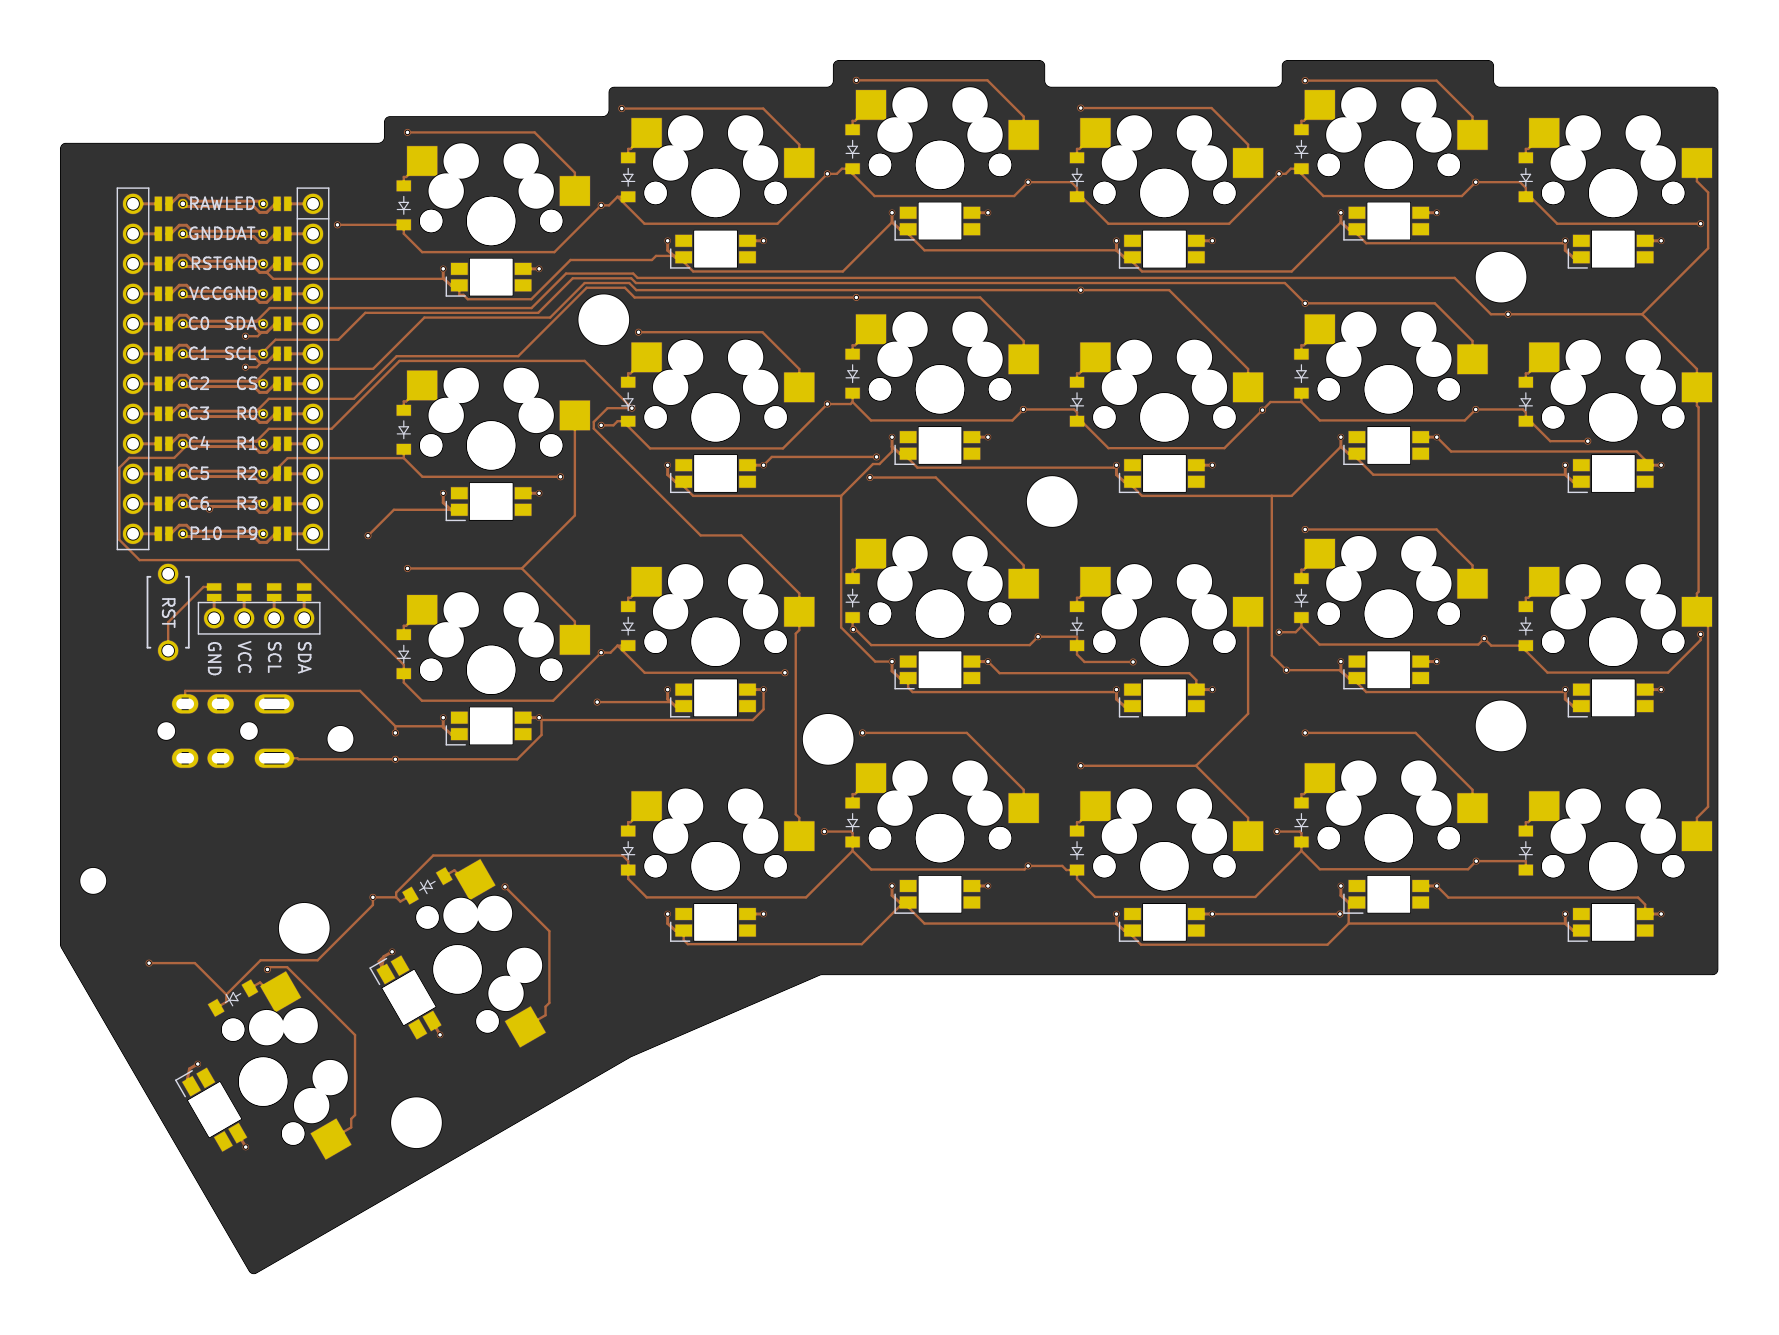 RAW LED
GND DAT
RST GND
VCC GND
C0 SDA
C1 SCL
C2 CS
C3 R0
C4 R1
C5 R2
C6 R3
P10 P9
RST
GND
VCC
SCL
SDA